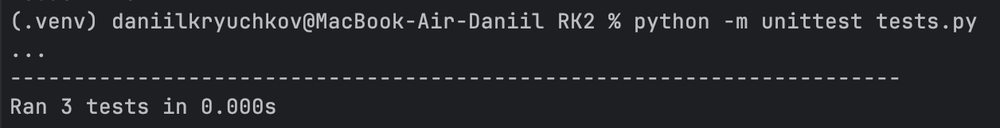 (.venv) daniilkryuchkov@MacBook-Air-Daniil RK2 % python -m unittest tests.py
...
----------------------------------------------------------------------
Ran 3 tests in 0.000s